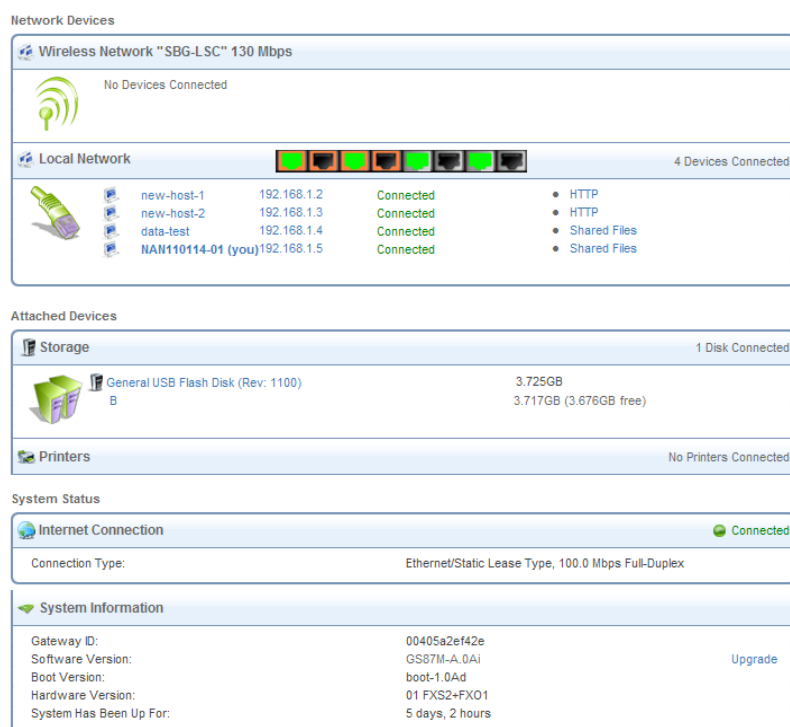 Network Devices
Wireless Network "SBG-LSC" 130 Mbps
No Devices Connected
Local Network 4 Devices Connected
new-host-1 192.168.1.2 Connected HTTP
new-host-2 192.168.1.3 Connected HTTP
data-test 192.168.1.4 Connected Shared Files
NAN110114-01 (you) 192.168.1.5 Connected Shared Files
Attached Devices
Storage 1 Disk Connected
General USB Flash Disk (Rev: 1100) 3.725GB
B 3.717GB (3.676GB free)
Printers No Printers Connected
System Status
Internet Connection Connected
Connection Type: Ethernet/Static Lease Type, 100.0 Mbps Full-Duplex
System Information
Gateway ID: 00405a2ef42e
Software Version: GS87M-A.0Ai Upgrade
Boot Version: boot-1.0Ad
Hardware Version: 01 FXS2+FXO1
System Has Been Up For: 5 days, 2 hours